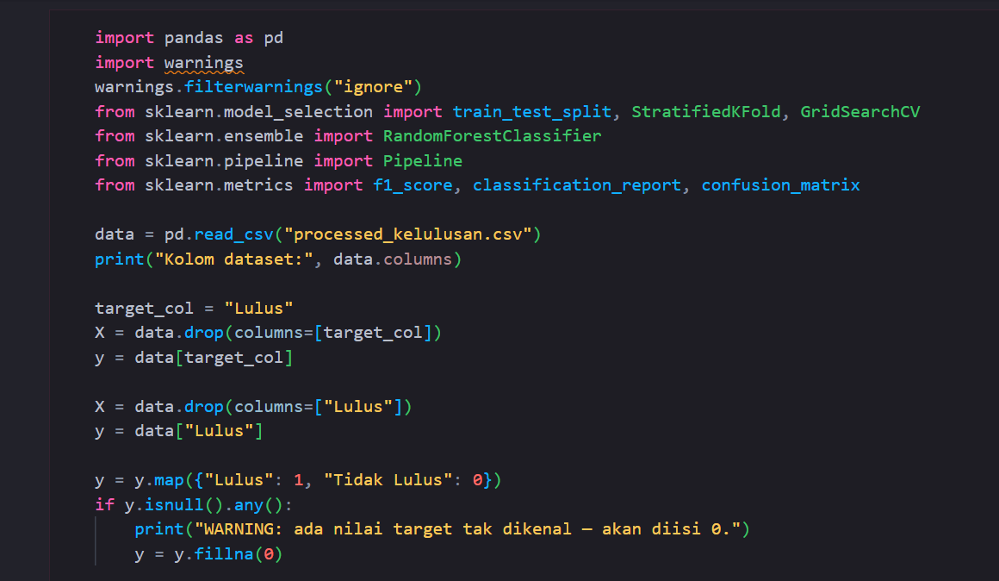 import pandas as pd
import warnings
warnings.filterwarnings("ignore")
from sklearn.model_selection import train_test_split, StratifiedKFold, GridSearchCV
from sklearn.ensemble import RandomForestClassifier
from sklearn.pipeline import Pipeline
from sklearn.metrics import f1_score, classification_report, confusion_matrix

data = pd.read_csv("processed_kelulusan.csv")
print("Kolom dataset:", data.columns)

target_col = "Lulus"
X = data.drop(columns=[target_col])
y = data[target_col]

X = data.drop(columns=["Lulus"])
y = data["Lulus"]

y = y.map({"Lulus": 1, "Tidak Lulus": 0})
if y.isnull().any():
    print("WARNING: ada nilai target tak dikenal — akan diisi 0.")
    y = y.fillna(0)